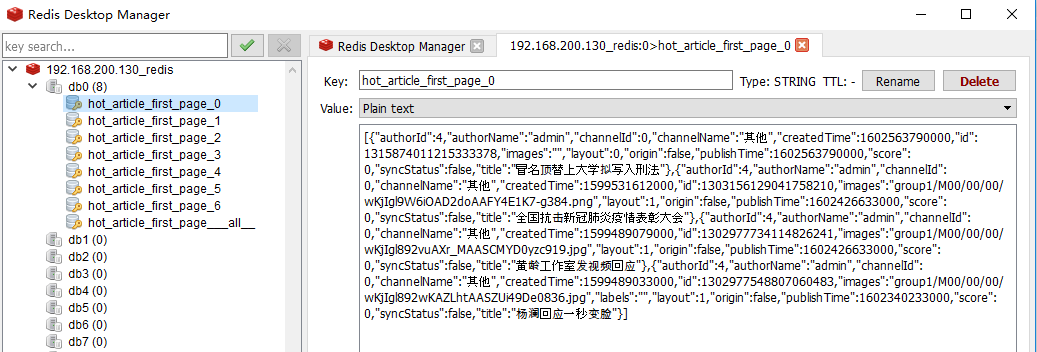 Redis Desktop Manager
key search...
192.168.200.130_redis
db0 (8)
hot_article_first_page_0
hot_article_first_page_1
hot_article_first_page_2
hot_article_first_page_3
hot_article_first_page_4
hot_article_first_page_5
hot_article_first_page_6
hot_article_first_page___all__
db1 (0)
db2 (0)
db3 (0)
db4 (0)
db5 (0)
db6 (0)
db7 (0)
Redis Desktop Manager
192.168.200.130_redis:0>hot_article_first_page_0
Key: hot_article_first_page_0 Type: STRING TTL: - Rename Delete
Value: Plain text
[{"authorId":4,"authorName":"admin","channelId":0,"channelName":"其他","createdTime":1602563790000,"id":
1315874011215333378,"images":"","layout":0,"origin":false,"publishTime":1602563790000,"score":
0,"syncStatus":false,"title":"冒名顶替上大学拟写入刑法"},{"authorId":4,"authorName":"admin","channelId":
0,"channelName":"其他","createdTime":1599531612000,"id":1303156129041758210,"images":"group1/M00/00/00/
wKjIgl9W6iOAD2doAAFY4E1K7-g384.png","layout":1,"origin":false,"publishTime":1602426633000,"score":
0,"syncStatus":false,"title":"全国抗击新冠肺炎疫情表彰大会"},{"authorId":4,"authorName":"admin","channelId":
0,"channelName":"其他","createdTime":1599489079000,"id":1302977734114826241,"images":"group1/M00/00/00/
wKjIgl892vuAXr_MAASCMYD0yzc919.jpg","layout":1,"origin":false,"publishTime":1602426633000,"score":
0,"syncStatus":false,"title":"黄龄工作室发视频回应"},{"authorId":4,"authorName":"admin","channelId":
0,"channelName":"其他","createdTime":1599489033000,"id":1302977548807060483,"images":"group1/M00/00/00/
wKjIgl892wKAZLhtAASZUi49De0836.jpg","labels":"","layout":1,"origin":false,"publishTime":1602340233000,"score":
0,"syncStatus":false,"title":"杨澜回应一秒变脸"}]